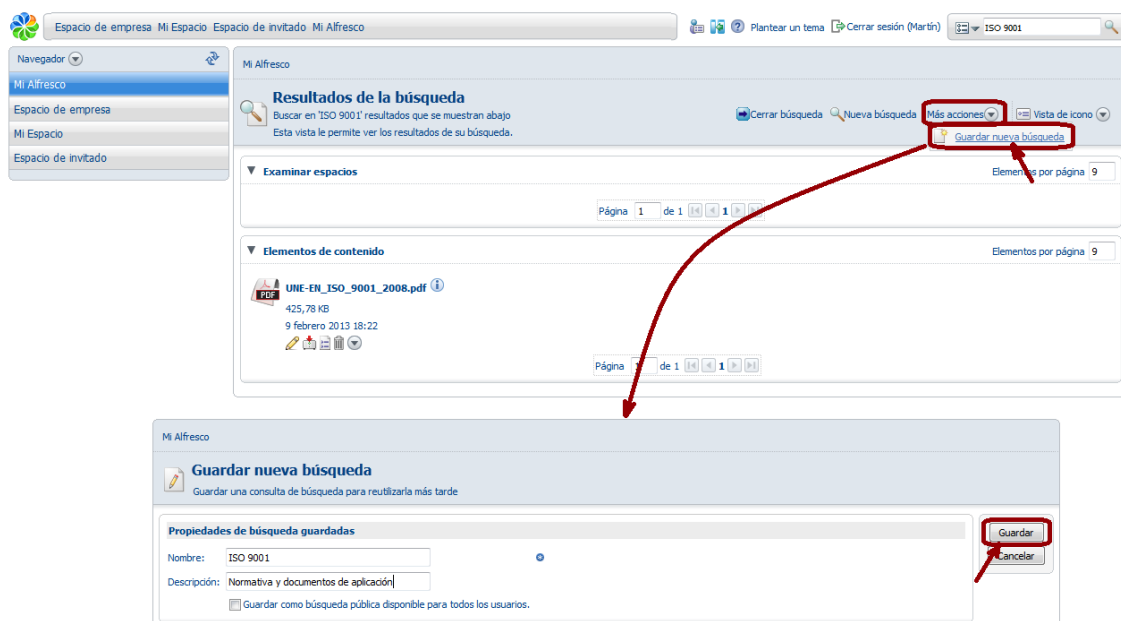 Espacio de empresa Mi Espacio Espacio de invitado Mi Alfresco
Plantear un tema Cerrar sesión (Martín) ISO 9001
Navegador
Mi Alfresco
Espacio de empresa
Mi Espacio
Espacio de invitado
Mi Alfresco
Resultados de la búsqueda
Buscar en 'ISO 9001' resultados que se muestran abajo
Esta vista le permite ver los resultados de su búsqueda.
Cerrar búsqueda Nueva búsqueda Más acciones Vista de icono
Guardar nueva búsqueda
Examinar espacios Elementos por página 9
Página 1 de 1 1
Elementos de contenido Elementos por página 9
PDF UNE-EN_ISO_9001_2008.pdf
425,78 KB
9 febrero 2013 18:22
Página 1 de 1 1
Mi Alfresco
Guardar nueva búsqueda
Guardar una consulta de búsqueda para reutilizarla más tarde
Propiedades de búsqueda guardadas
Nombre: ISO 9001
Descripción: Normativa y documentos de aplicación
Guardar como búsqueda pública disponible para todos los usuarios.
Guardar
Cancelar